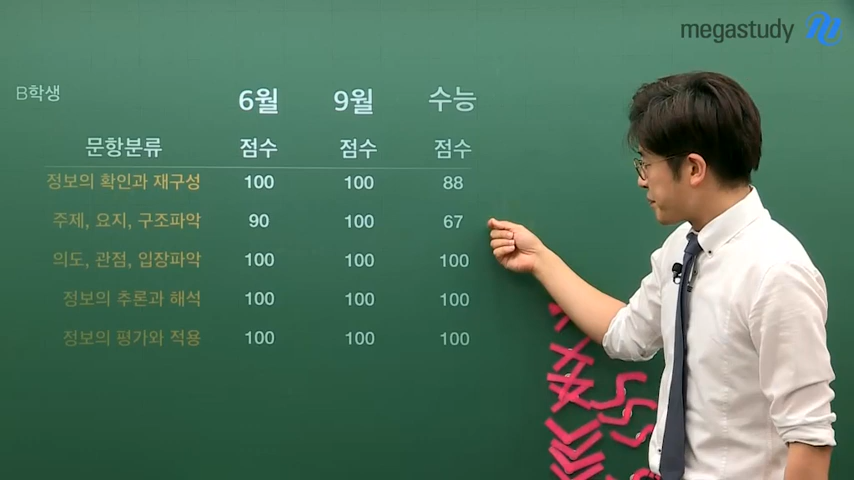 megastudy
B학생
6월 9월 수능
문항분류 점수 점수 점수
정보의 확인과 재구성 100 100 88
주제, 요지, 구조파악 90 100 67
의도, 관점, 입장파악 100 100 100
정보의 추론과 해석 100 100 100
정보의 평가와 적용 100 100 100